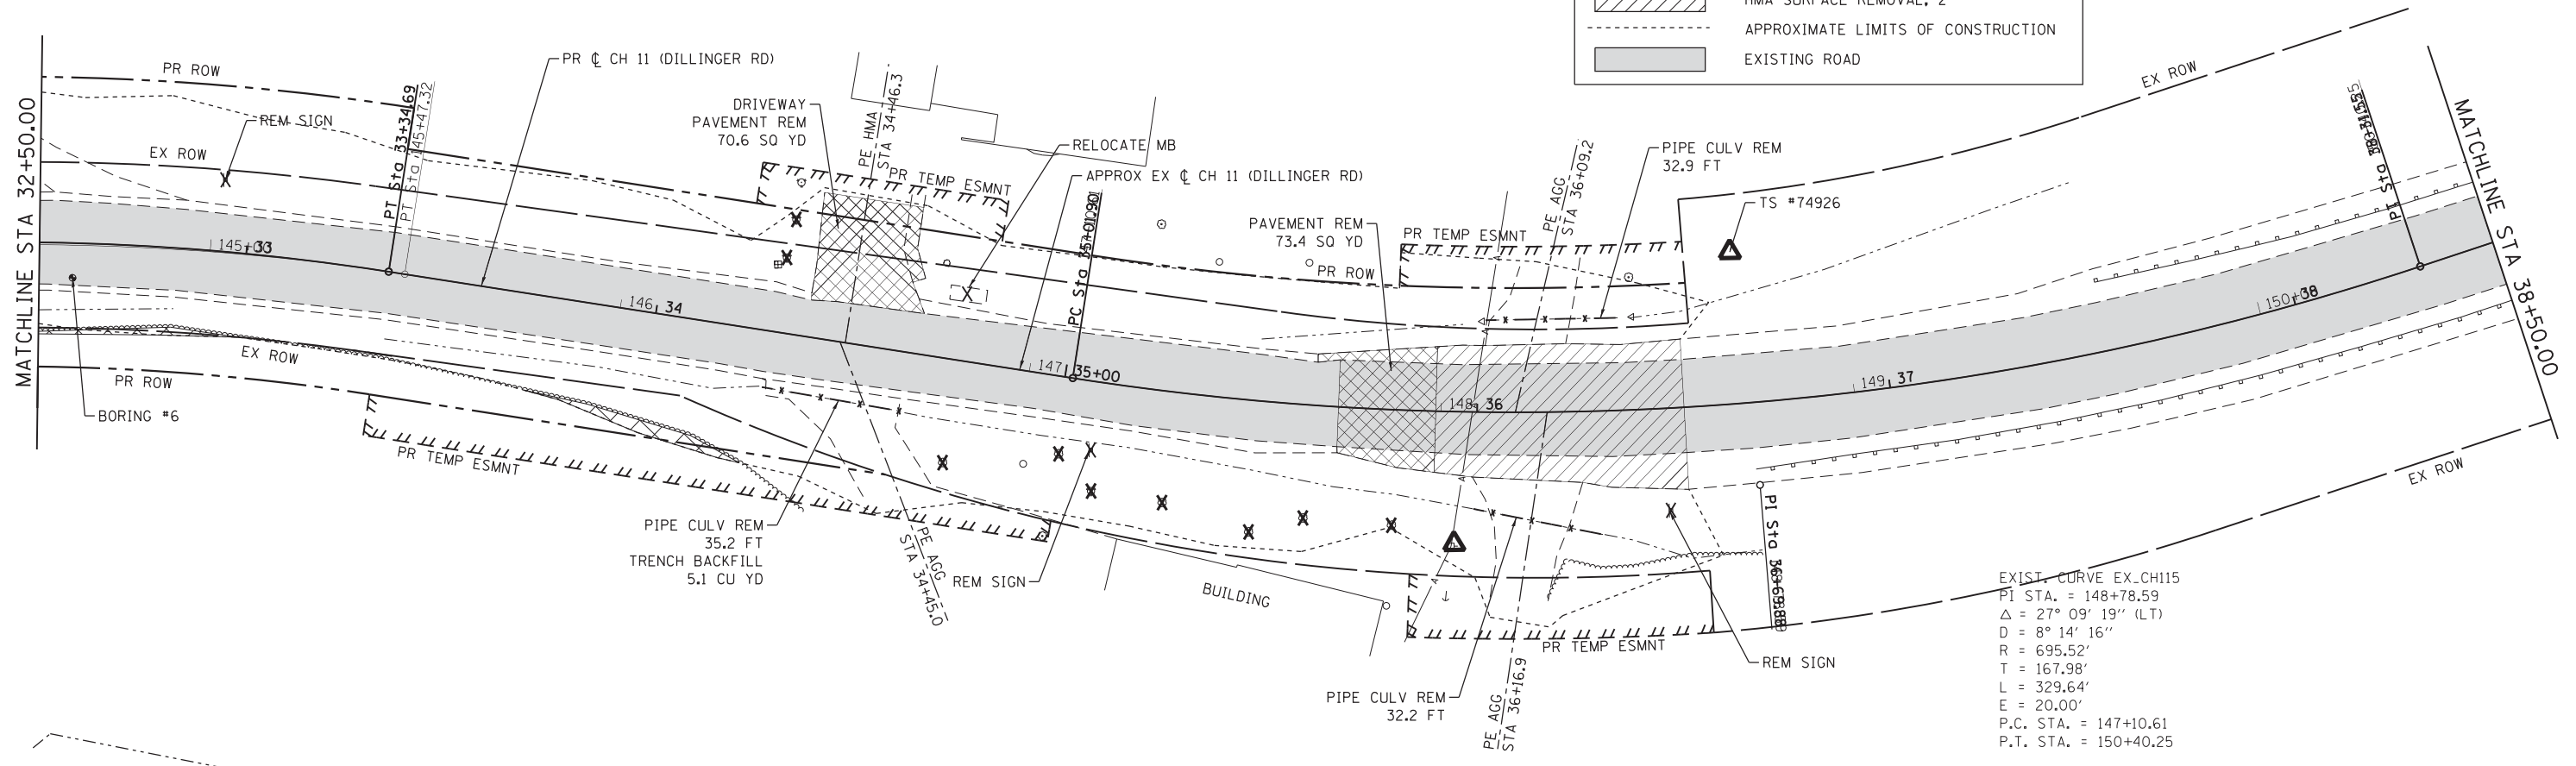 HMA SURFACE REMOVAL, 2"
APPROXIMATE LIMITS OF CONSTRUCTION
EXISTING ROAD
MATCHLINE STA 32+50.00
PR ROW
REM SIGN
EX ROW
PT Sta 33+34.69
PT Sta 145+47.32
PR ℄ CH 11 (DILLINGER RD)
DRIVEWAY
PAVEMENT REM
70.6 SQ YD
PE HMA
STA 34+46.3
PR TEMP ESMNT
RELOCATE MB
APPROX EX ℄ CH 11 (DILLINGER RD)
PC Sta
PAVEMENT REM
73.4 SQ YD
PR TEMP ESMNT
PR ROW
PE AGG
STA 36+09.2
PIPE CULV REM
32.9 FT
TS #74926
EX ROW
PI Sta
MATCHLINE STA 38+50.00
145+00
33
146
34
147
35+00
148
36
149
37
150+00
38
EX ROW
PR ROW
BORING #6
PR TEMP ESMNT
PIPE CULV REM
35.2 FT
TRENCH BACKFILL
5.1 CU YD
PE AGG
STA 34+45.0
REM SIGN
BUILDING
PIPE CULV REM
32.2 FT
PE AGG
STA 36+16.9
PR TEMP ESMNT
REM SIGN
PI Sta
EX ROW
EXIST. CURVE EX_CH115
PI STA. = 148+78.59
Δ = 27° 09' 19" (LT)
D = 8° 14' 16"
R = 695.52'
T = 167.98'
L = 329.64'
E = 20.00'
P.C. STA. = 147+10.61
P.T. STA. = 150+40.25